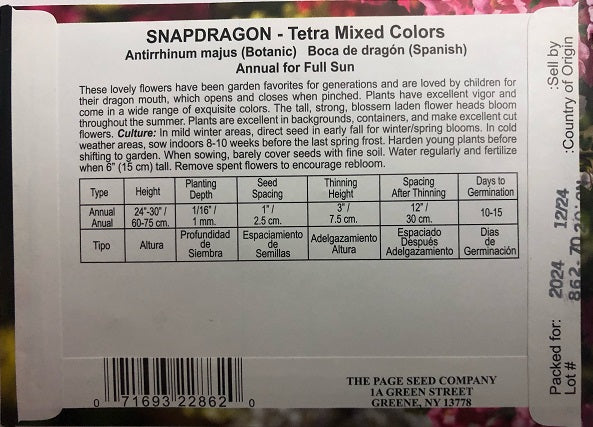 SNAPDRAGON - Tetra Mixed Colors
Antirrhinum majus (Botanic) Boca de dragón (Spanish)
Annual for Full Sun
These lovely flowers have been garden favorites for generations and are loved by children for
their dragon mouth, which opens and closes when pinched. Plants have excellent vigor and
come in a wide range of exquisite colors. The tall, strong, blossem laden flower heads bloom
throughout the summer. Plants are excellent in backgrounds, containers, and make excellent cut
flowers. Culture: In mild winter areas, direct seed in early fall for winter/spring blooms. In cold
weather areas, sow indoors 8-10 weeks before the last spring frost. Harden young plants before
shifting to garden. When sowing, barely cover seeds with fine soil. Water regularly and fertilize
when 6" (15 cm) tall. Remove spent flowers to encourage rebloom.
Type Height Planting Depth Seed Spacing Thinning Height Spacing After Thinning Days to Germination
Annual Anual 24"-30" / 60-75 cm. 1/16" / 1 mm. 1" / 2.5 cm. 3" / 7.5 cm. 12" / 30 cm. 10-15
Tipo Altura Profundidad de Siembra Espaciamiento de Semillas Adelgazamiento Altura Espaciado Después Adelgazamiento Dias de Germinación
0 71693 22862 0
THE PAGE SEED COMPANY
1A GREEN STREET
GREENE, NY 13778
Packed for: 2024 12/24 :Sell by
Lot # 862- :Country of Origin